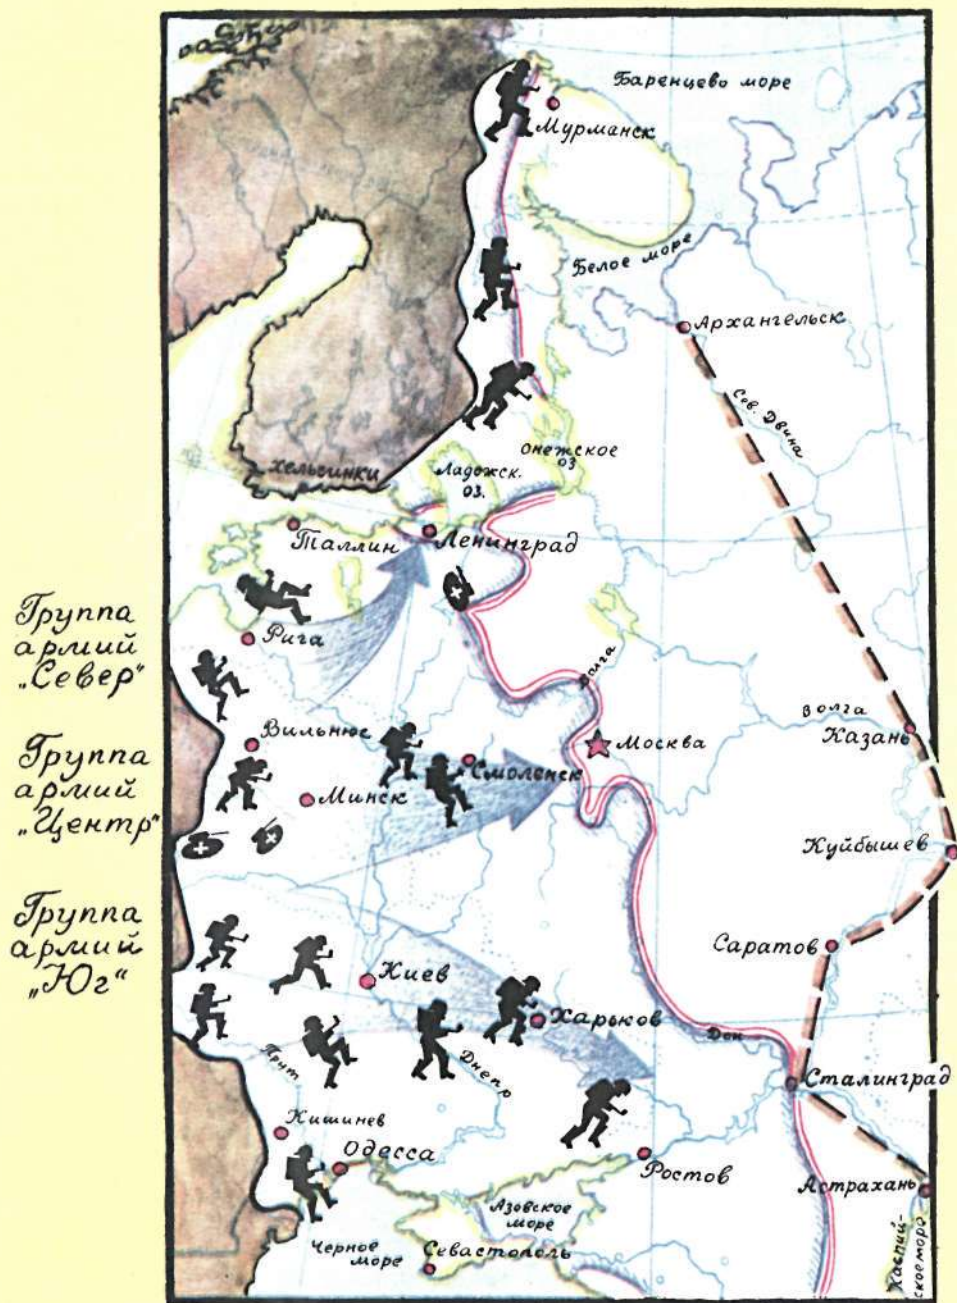 Баренцево море
Мурманск
Белое море
Архангельск
Сев. Двина
Онежское
оз
Ладожск.
оз.
Хельсинки
Таллин
Ленинград
Группа
армий
„Север"
Рига
Волга
Волга
Казань
Вильнюс
Москва
Смоленск
Группа
армий
„Центр"
Минск
Куйбышев
Группа
армий
„Юг"
Саратов
Киев
Харьков
Дон
Прут
Днепр
Сталинград
Кишинев
Одесса
Ростов
Астрахань
Азовское
море
Черное
море
Севастополь
Каспий-
ское море